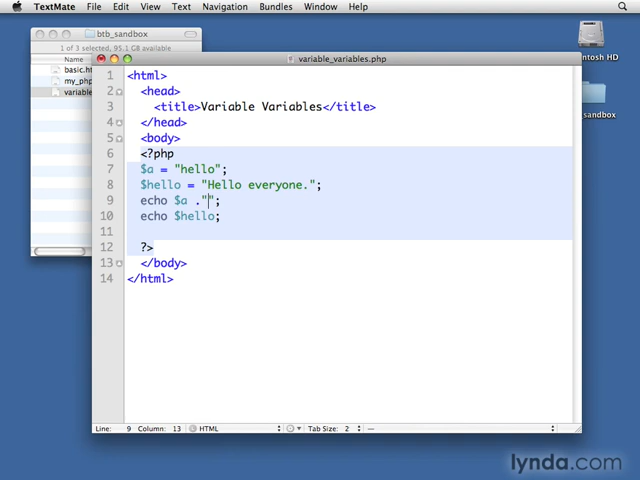 TextMate File Edit View Text Navigation Bundles Window Help
btb_sandbox
1 of 3 selected, 95.1 GB available
Name
basic.ht
my_php
variable
variable_variables.php
1 <html>
2 <head>
3 <title>Variable Variables</title>
4 </head>
5 <body>
6 <?php
7 $a = "hello";
8 $hello = "Hello everyone.";
9 echo $a ."";
10 echo $hello;
11
12 ?>
13 </body>
14 </html>
Line: 9 Column: 13 HTML Tab Size: 2 —
ntosh HD
_sandbox
lynda.com